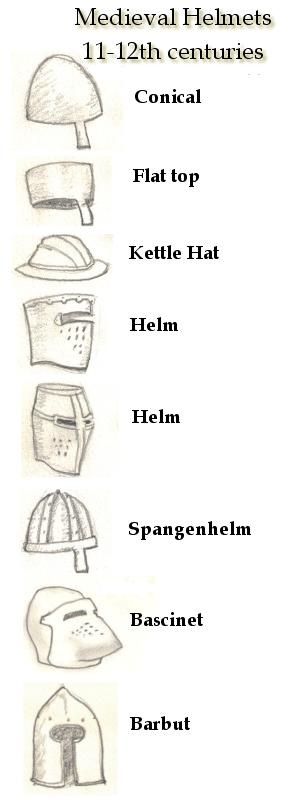 Medieval Helmets
11-12th centuries
Conical
Flat top
Kettle Hat
Helm
Helm
Spangenhelm
Bascinet
Barbut